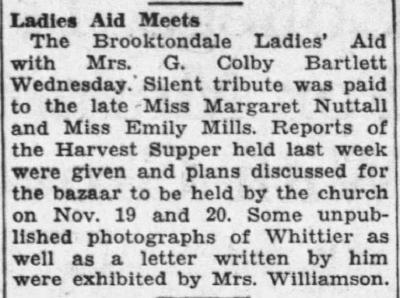 Ladies Aid Meets
The Brooktondale Ladies' Aid
with Mrs. G. Colby Bartlett
Wednesday. Silent tribute was paid
to the late Miss Margaret Nuttall
and Miss Emily Mills. Reports of
the Harvest Supper held last week
were given and plans discussed for
the bazaar to be held by the church
on Nov. 19 and 20. Some unpub-
lished photographs of Whittier as
well as a letter written by him
were exhibited by Mrs. Williamson.